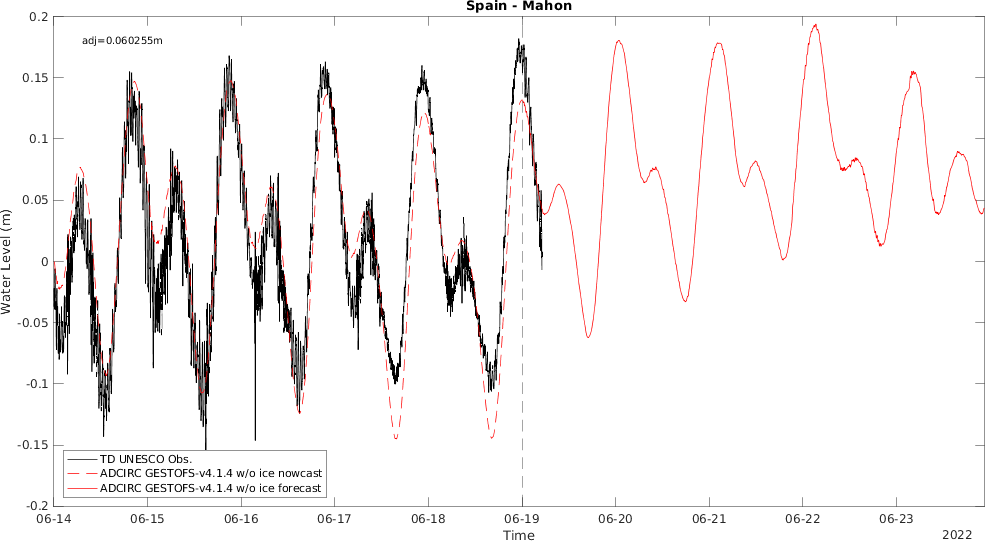 Spain - Mahon
adj=0.060255m
0.2
0.15
0.1
0.05
0
-0.05
-0.1
-0.15
-0.2
Water Level (m)
TD UNESCO Obs.
ADCIRC GESTOFS-v4.1.4 w/o ice nowcast
ADCIRC GESTOFS-v4.1.4 w/o ice forecast
06-14 06-15 06-16 06-17 06-18 06-19 06-20 06-21 06-22 06-23
Time
2022